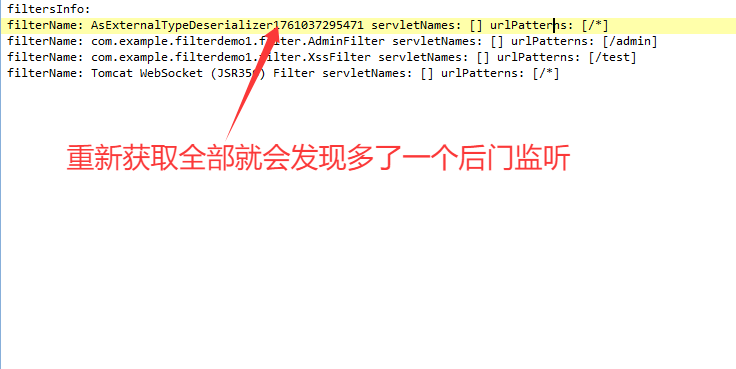 filtersInfo:
filterName: AsExternalTypeDeserializer1761037295471 servletNames: [] urlPatterns: [/*]
filterName: com.example.filterdemo1.filter.AdminFilter servletNames: [] urlPatterns: [/admin]
filterName: com.example.filterdemo1.filter.XssFilter servletNames: [] urlPatterns: [/test]
filterName: Tomcat WebSocket (JSR356) Filter servletNames: [] urlPatterns: [/*]
重新获取全部就会发现多了一个后门监听